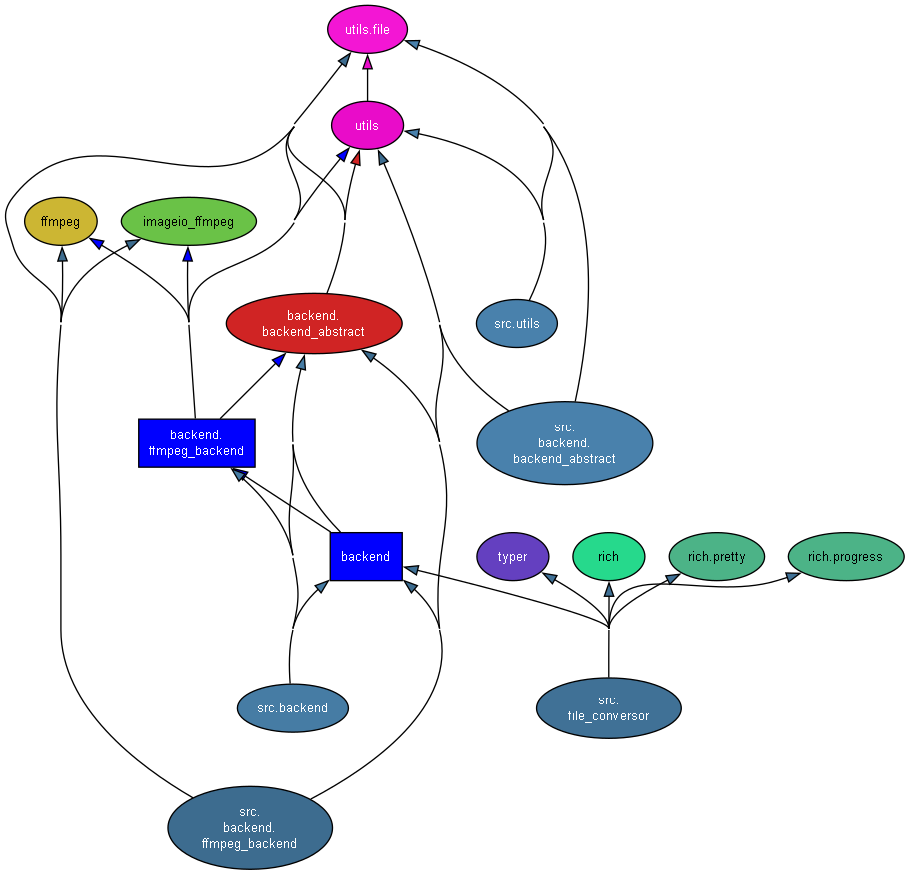 utils.file
utils
ffmpeg
imageio_ffmpeg
backend.
backend_abstract
src.utils
backend.
ffmpeg_backend
src.
backend.
backend_abstract
backend
typer
rich
rich.pretty
rich.progress
src.backend
src.
file_conversor
src.
backend.
ffmpeg_backend